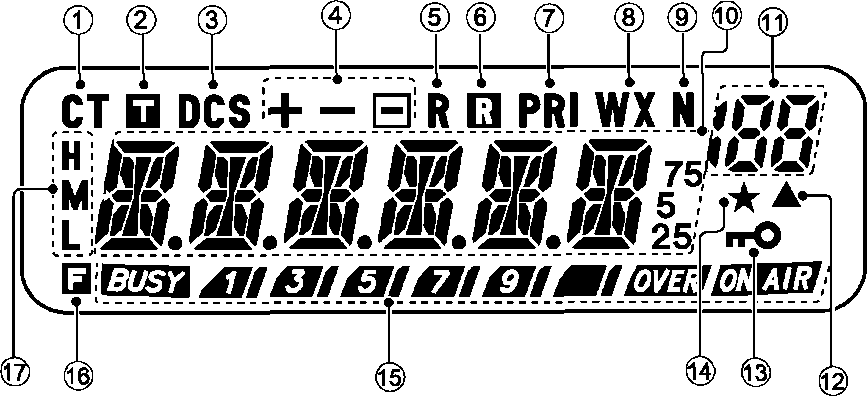 ① ② ③ ④ ⑤ ⑥ ⑦ ⑧ ⑨ ⑩ ⑪
CT T DCS + − ⊟ R R PRI WX N 188
H
M
L
75
5
25
F BUSY 1 3 5 7 9 OVER ON AIR
⑰ ⑯ ⑮ ⑭ ⑬ ⑫